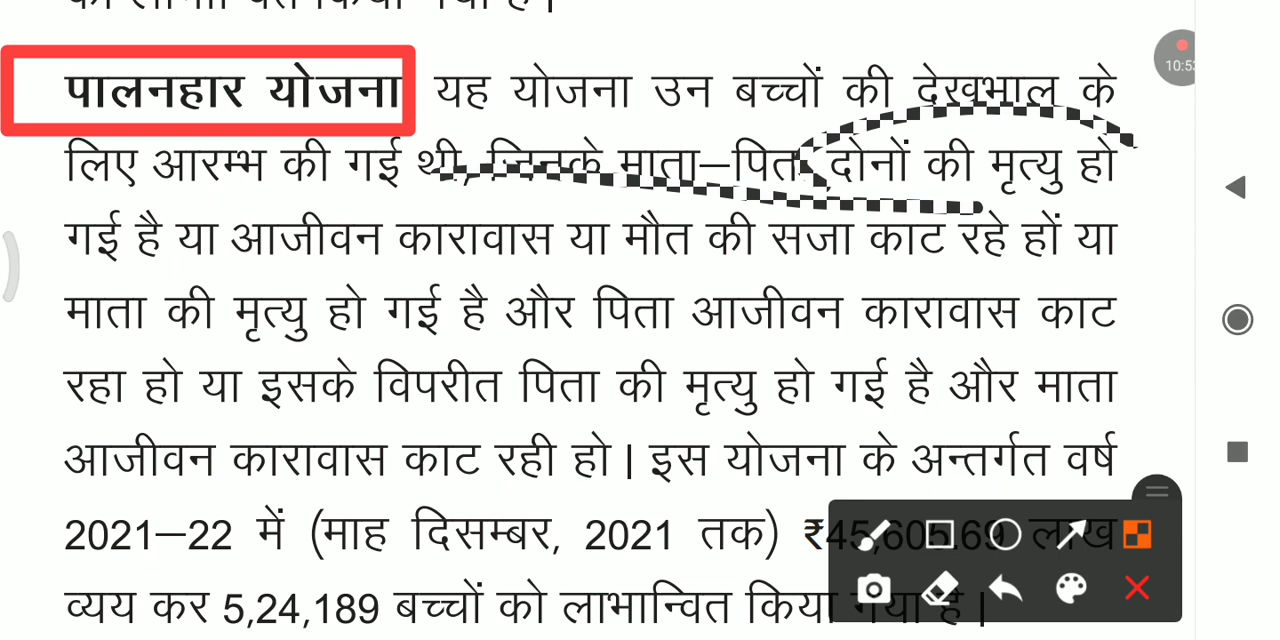 पालनहार योजना यह योजना उन बच्चों की देखभाल के
लिए आरम्भ की गई थी, जिनके माता–पिता दोनों की मृत्यु हो
गई है या आजीवन कारावास या मौत की सजा काट रहे हों या
माता की मृत्यु हो गई है और पिता आजीवन कारावास काट
रहा हो या इसके विपरीत पिता की मृत्यु हो गई है और माता
आजीवन कारावास काट रही हो। इस योजना के अन्तर्गत वर्ष
2021–22 में (माह दिसम्बर, 2021 तक) ₹45,605.69 लाख
व्यय कर 5,24,189 बच्चों को लाभान्वित किया गया है।